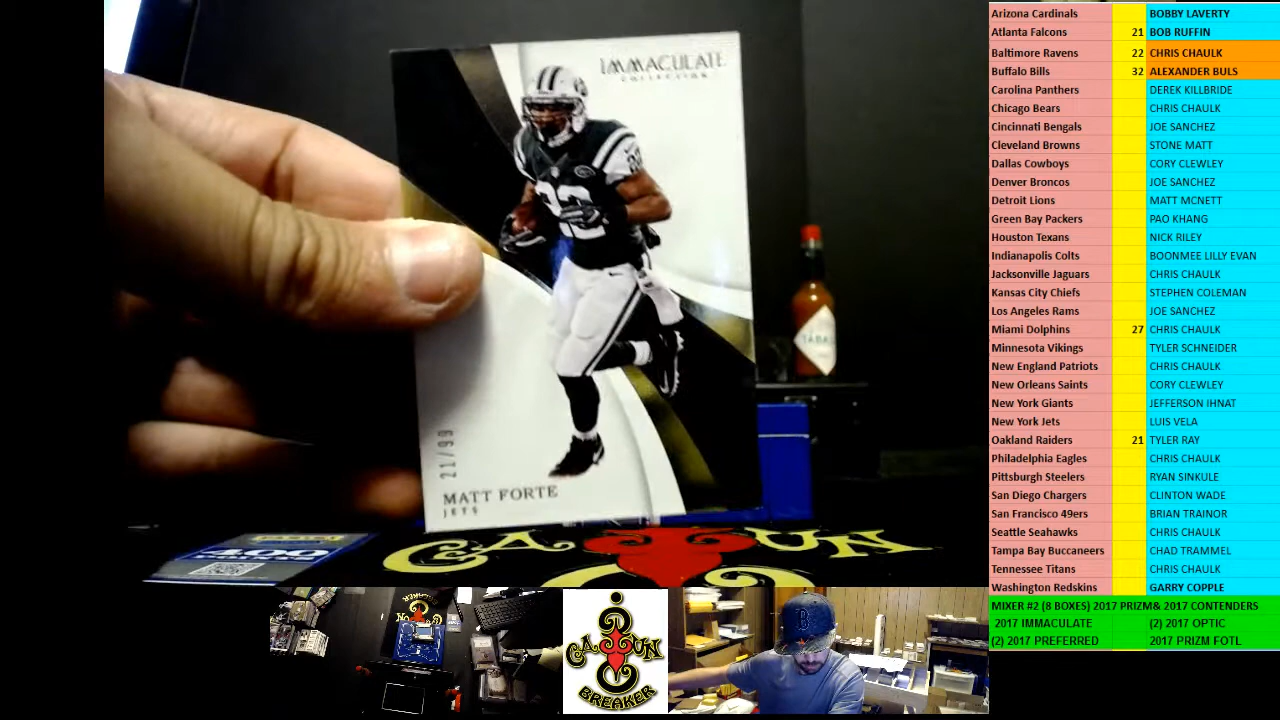 IMMACULATE
COLLECTION
21/99
MATT FORTE
JETS
TABA
PANINI
400
CAJUN
CAJUN
BREAKER
B
Arizona Cardinals BOBBY LAVERTY
Atlanta Falcons 21 BOB RUFFIN
Baltimore Ravens 22 CHRIS CHAULK
Buffalo Bills 32 ALEXANDER BULS
Carolina Panthers DEREK KILLBRIDE
Chicago Bears CHRIS CHAULK
Cincinnati Bengals JOE SANCHEZ
Cleveland Browns STONE MATT
Dallas Cowboys CORY CLEWLEY
Denver Broncos JOE SANCHEZ
Detroit Lions MATT MCNETT
Green Bay Packers PAO KHANG
Houston Texans NICK RILEY
Indianapolis Colts BOONMEE LILLY EVAN
Jacksonville Jaguars CHRIS CHAULK
Kansas City Chiefs STEPHEN COLEMAN
Los Angeles Rams JOE SANCHEZ
Miami Dolphins 27 CHRIS CHAULK
Minnesota Vikings TYLER SCHNEIDER
New England Patriots CHRIS CHAULK
New Orleans Saints CORY CLEWLEY
New York Giants JEFFERSON IHNAT
New York Jets LUIS VELA
Oakland Raiders 21 TYLER RAY
Philadelphia Eagles CHRIS CHAULK
Pittsburgh Steelers RYAN SINKULE
San Diego Chargers CLINTON WADE
San Francisco 49ers BRIAN TRAINOR
Seattle Seahawks CHRIS CHAULK
Tampa Bay Buccaneers CHAD TRAMMEL
Tennessee Titans CHRIS CHAULK
Washington Redskins GARRY COPPLE
MIXER #2 (8 BOXES) 2017 PRIZM& 2017 CONTENDERS
2017 IMMACULATE (2) 2017 OPTIC
(2) 2017 PREFERRED 2017 PRIZM FOTL